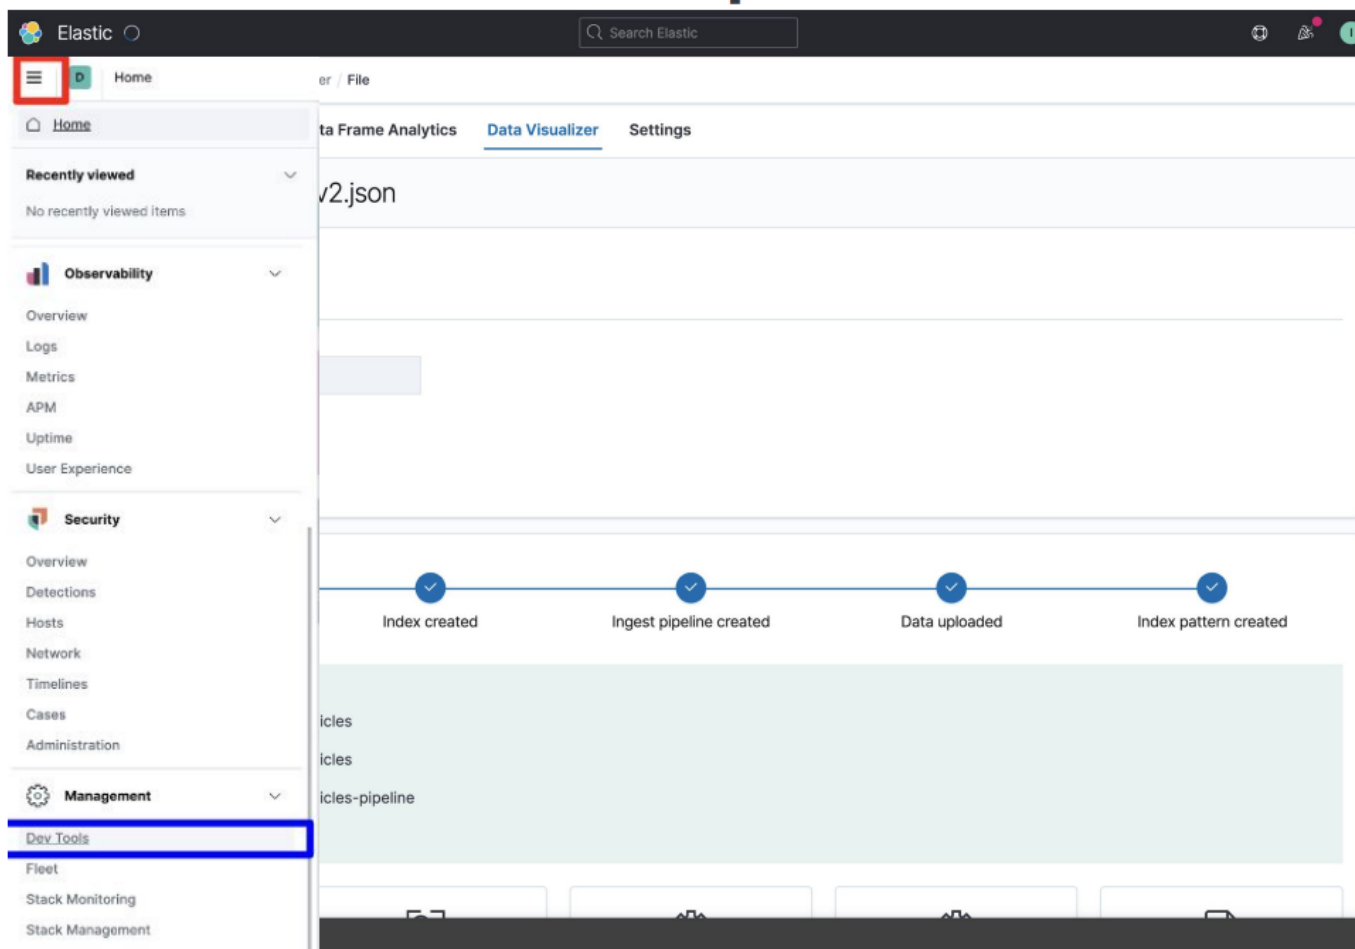 Elastic
Search Elastic
I
D
Home
er / File
Home
ta Frame Analytics
Data Visualizer
Settings
Recently viewed
v2.json
No recently viewed items
Observability
Overview
Logs
Metrics
APM
Uptime
User Experience
Security
Overview
Detections
Hosts
Index created
Ingest pipeline created
Data uploaded
Index pattern created
Network
Timelines
Cases
icles
Administration
icles
Management
icles-pipeline
Dev Tools
Fleet
Stack Monitoring
Stack Management